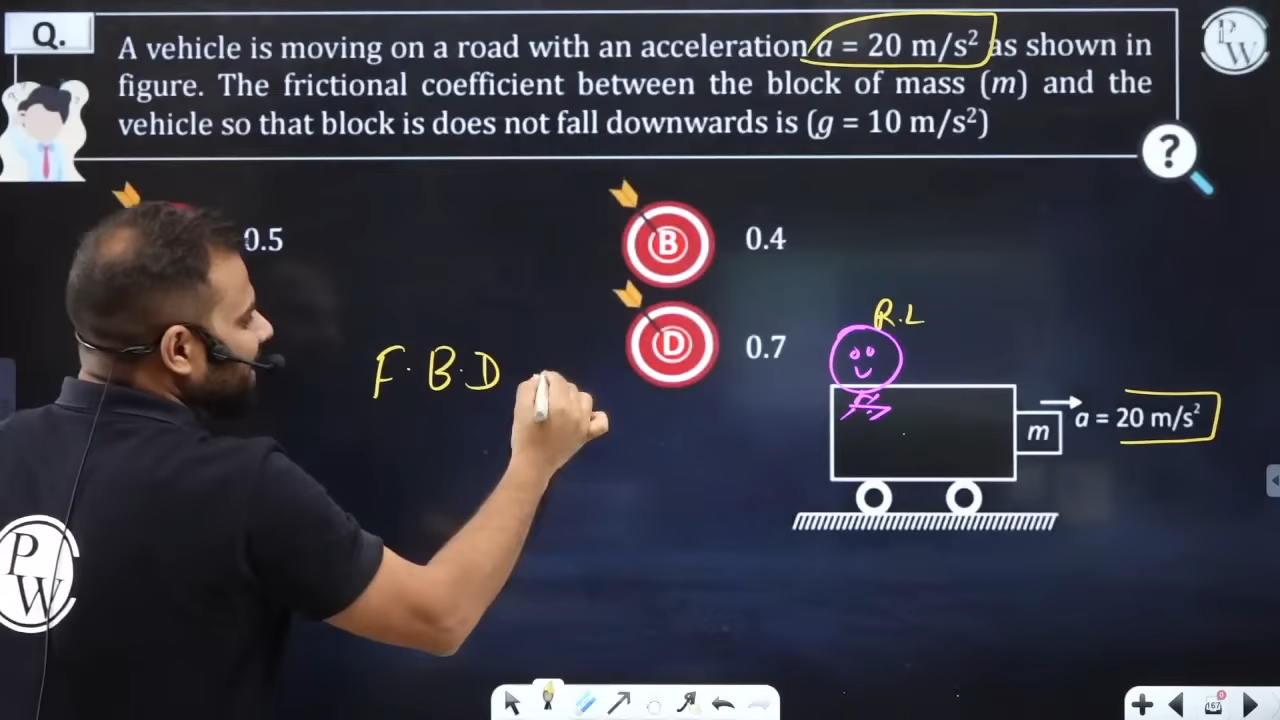 Q.
A vehicle is moving on a road with an acceleration a = 20 m/s² as shown in
figure. The frictional coefficient between the block of mass (m) and the
vehicle so that block is does not fall downwards is (g = 10 m/s²)
P
W
?
0.5
B 0.4
D 0.7
R.L
F.B.D
m
a = 20 m/s²
P
W
167